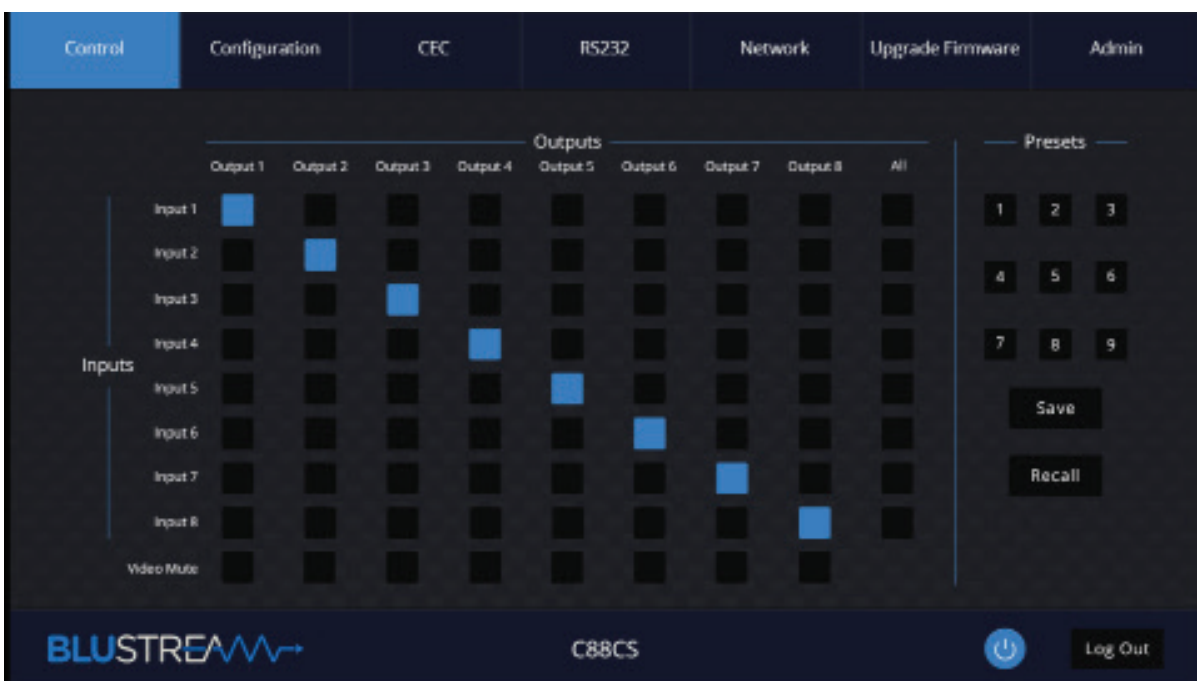 Control Configuration CEC RS232 Network Upgrade Firmware Admin
Outputs
Output 1 Output 2 Output 3 Output 4 Output 5 Output 6 Output 7 Output 8 All
Presets
Input 1
Input 2
Input 3
Input 4
Input 5
Input 6
Input 7
Input 8
Inputs
Video Mute
1 2 3
4 5 6
7 8 9
Save
Recall
BLUSTREAM
C88CS
Log Out